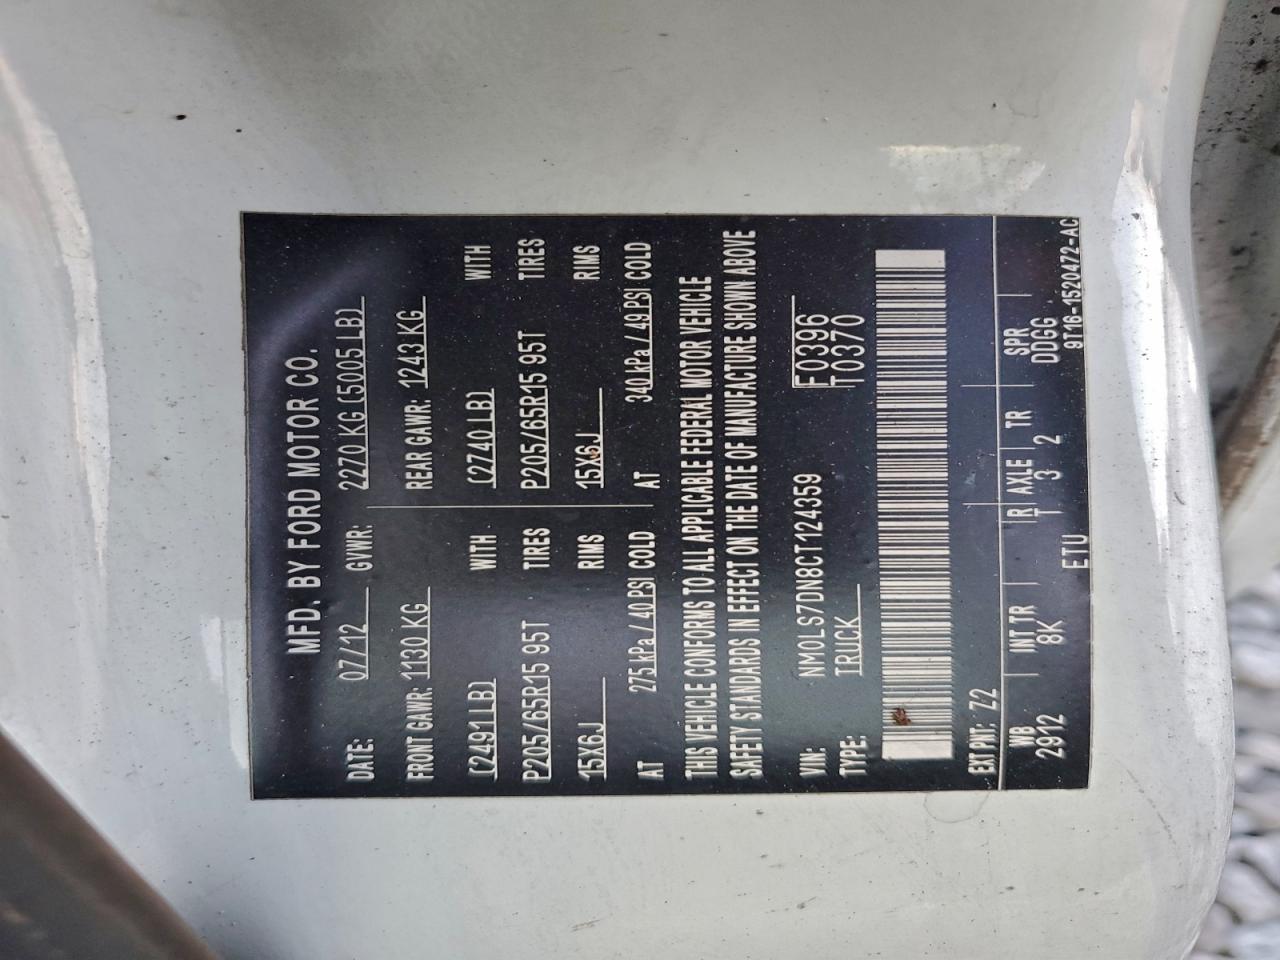 MFD. BY FORD MOTOR CO.
DATE: 07/12 GVWR: 2270 KG (5005 LB)
FRONT GAWR: 1130 KG REAR GAWR: 1243 KG
(2491 LB) WITH (2740 LB) WITH
P205/65R15 95T TIRES P205/65R15 95T TIRES
15X6J RIMS 15X6J RIMS
AT 275 kPa / 40 PSI COLD AT 340 kPa / 49 PSI COLD
THIS VEHICLE CONFORMS TO ALL APPLICABLE FEDERAL MOTOR VEHICLE
SAFETY STANDARDS IN EFFECT ON THE DATE OF MANUFACTURE SHOWN ABOVE
VIN: NM0LS7DN8CT124359 F0396
TYPE: TRUCK T0370
EXT PNT: Z2
WB INT TR R AXLE TR SPR
2912 8K T 3 2 DDGG
ETU 9T16-1520472-AC